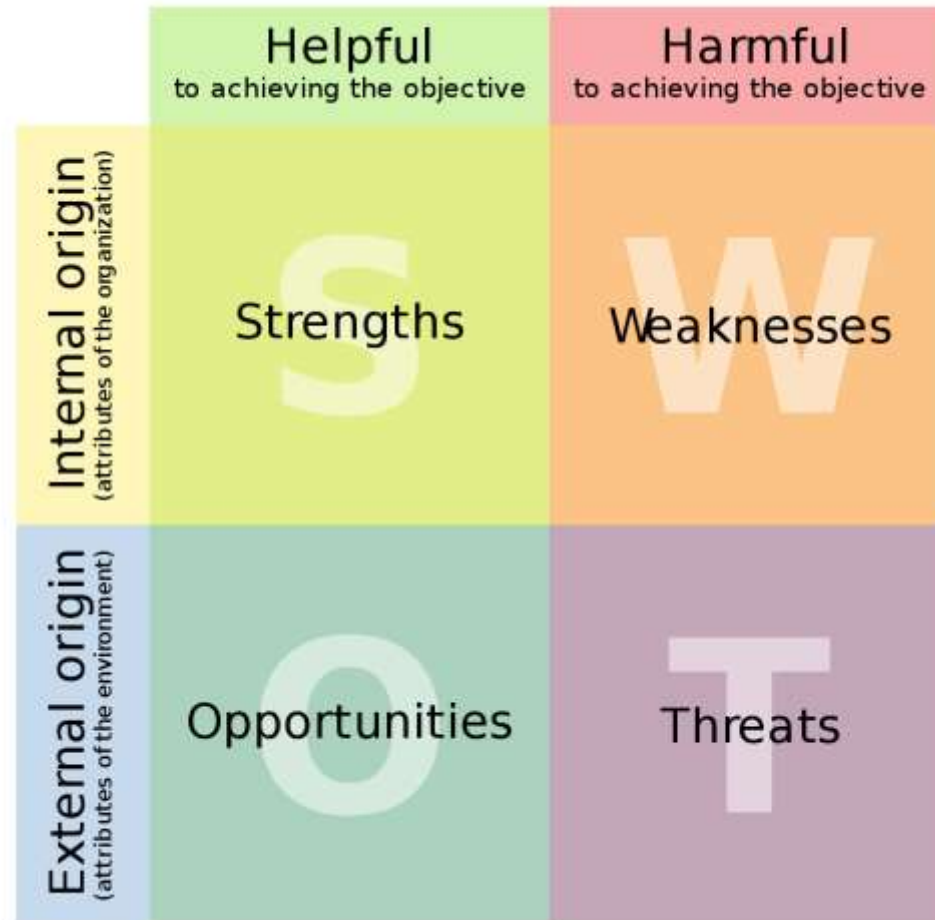 Helpful
to achieving the objective
Harmful
to achieving the objective
Internal origin
(attributes of the organization)
S
Strengths
W
Weaknesses
External origin
(attributes of the environment)
O
Opportunities
T
Threats